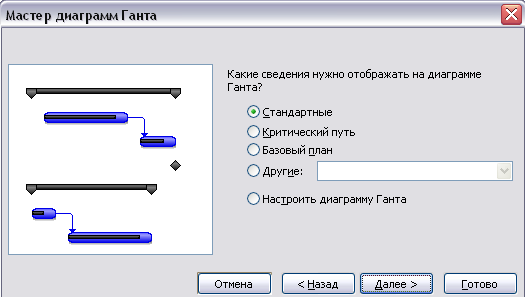 Мастер диаграмм Ганта
Какие сведения нужно отображать на диаграмме
Ганта?
Стандартные
Критический путь
Базовый план
Другие:
Настроить диаграмму Ганта
Отмена
< Назад
Далее >
Готово